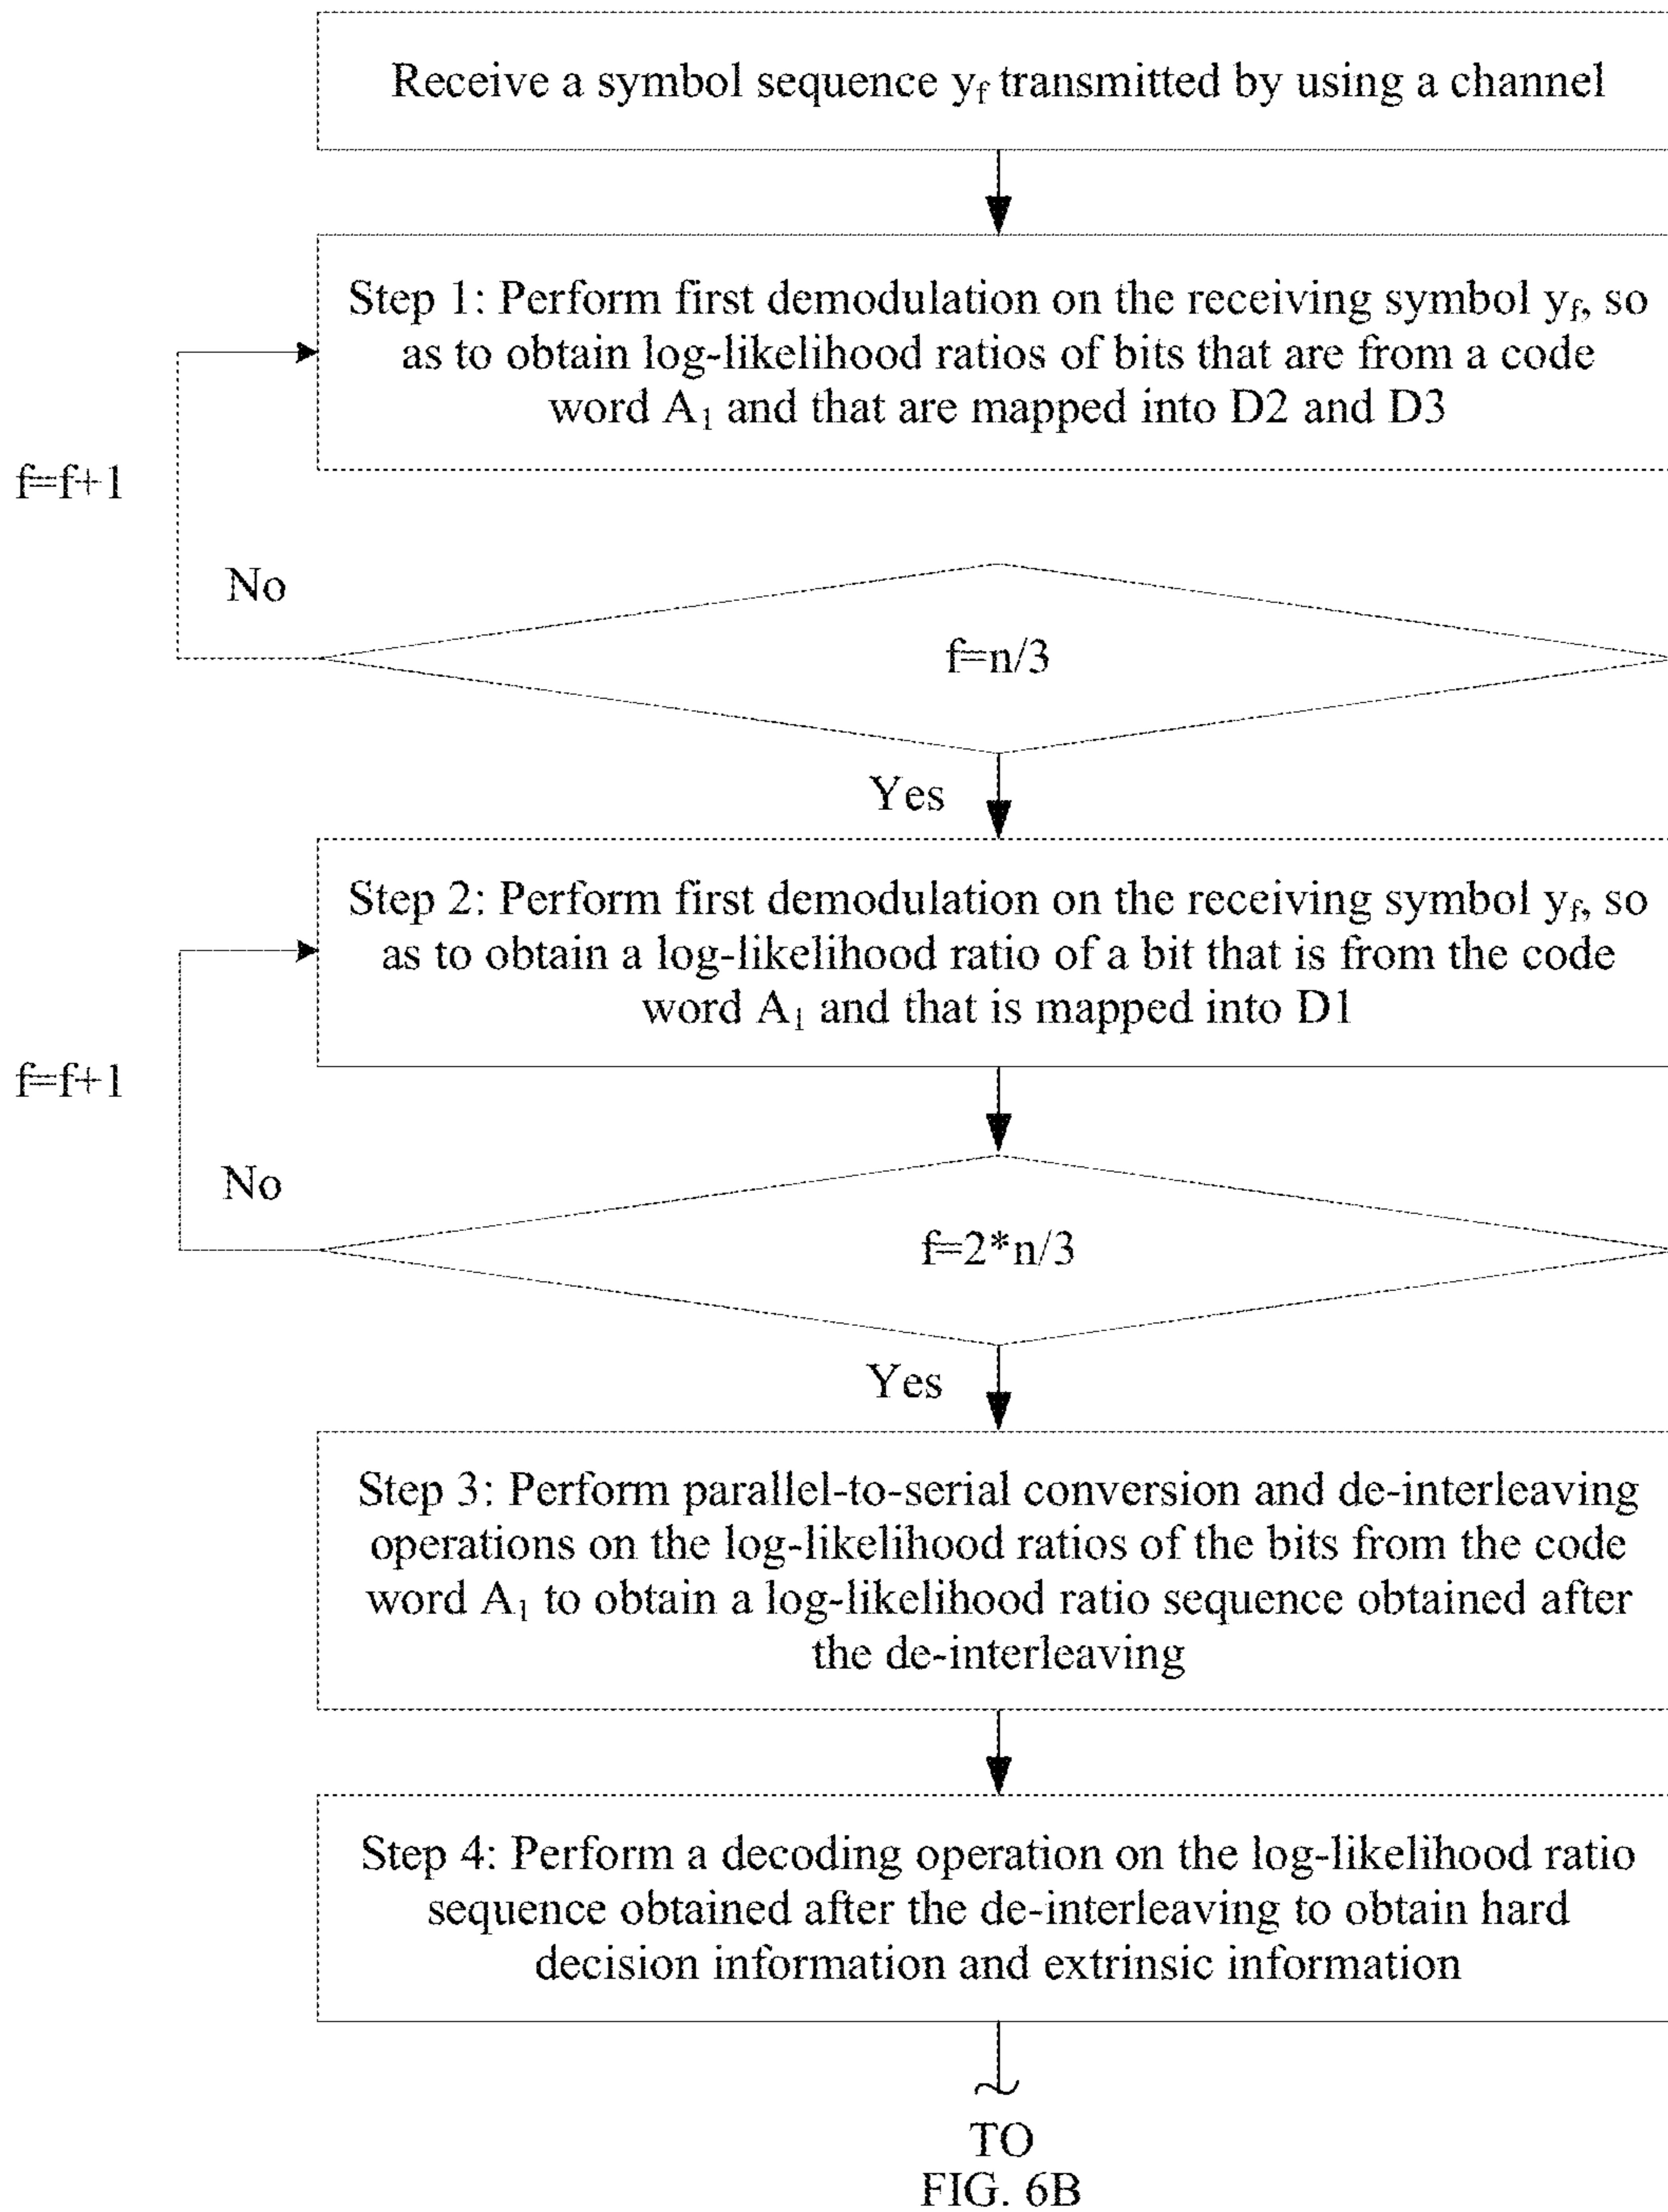 Receive a symbol sequence yf transmitted by using a channel
Step 1: Perform first demodulation on the receiving symbol yf, so
as to obtain log-likelihood ratios of bits that are from a code
word A1 and that are mapped into D2 and D3
f=f+1
No
f=n/3
Yes
Step 2: Perform first demodulation on the receiving symbol yf, so
as to obtain a log-likelihood ratio of a bit that is from the code
word A1 and that is mapped into D1
f=f+1
No
f=2*n/3
Yes
Step 3: Perform parallel-to-serial conversion and de-interleaving
operations on the log-likelihood ratios of the bits from the code
word A1 to obtain a log-likelihood ratio sequence obtained after
the de-interleaving
Step 4: Perform a decoding operation on the log-likelihood ratio
sequence obtained after the de-interleaving to obtain hard
decision information and extrinsic information
TO
FIG. 6B